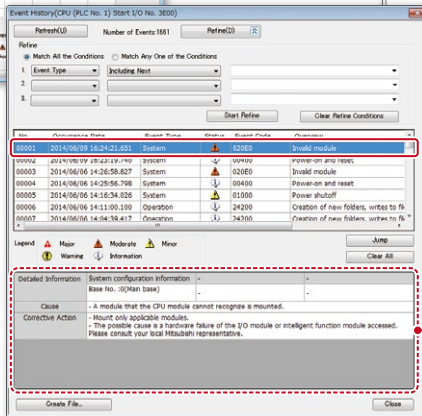 Event History(CPU (PLC No. 1) Start I/O No. 3E00)
Refresh(U) Number of Events:1661 Refine(D)
Refine
Match All the Conditions Match Any One of the Conditions
1. Event Type Including Next
2.
3.
Start Refine Clear Refine Conditions
No. Occurrence Date Event Type Status Event Code Overview
00001 2014/06/09 16:24:21.651 System 020E0 Invalid module
00002 2014/06/09 16:23:19.740 System 00400 Power-on and reset
00003 2014/06/06 14:26:58.827 System 020E0 Invalid module
00004 2014/06/06 14:25:56.798 System 00400 Power-on and reset
00005 2014/06/06 14:16:34.026 System 01000 Power shutoff
00006 2014/06/06 14:11:00.100 Operation 24200 Creation of new folders, writes to fil
00007 2014/06/06 14:04:39.417 Operation 24200 Creation of new folders, writes to fil
Legend Major Moderate Minor Jump
Warning Information Clear All
Detailed Information System configuration information - -
Base No. :0(Main base) - -
Cause - A module that the CPU module cannot recognize is mounted.
Corrective Action - Mount only applicable modules.
- The possible cause is a hardware failure of the I/O module or intelligent function module accessed.
Please consult your local Mitsubishi representative.
Create File... Close